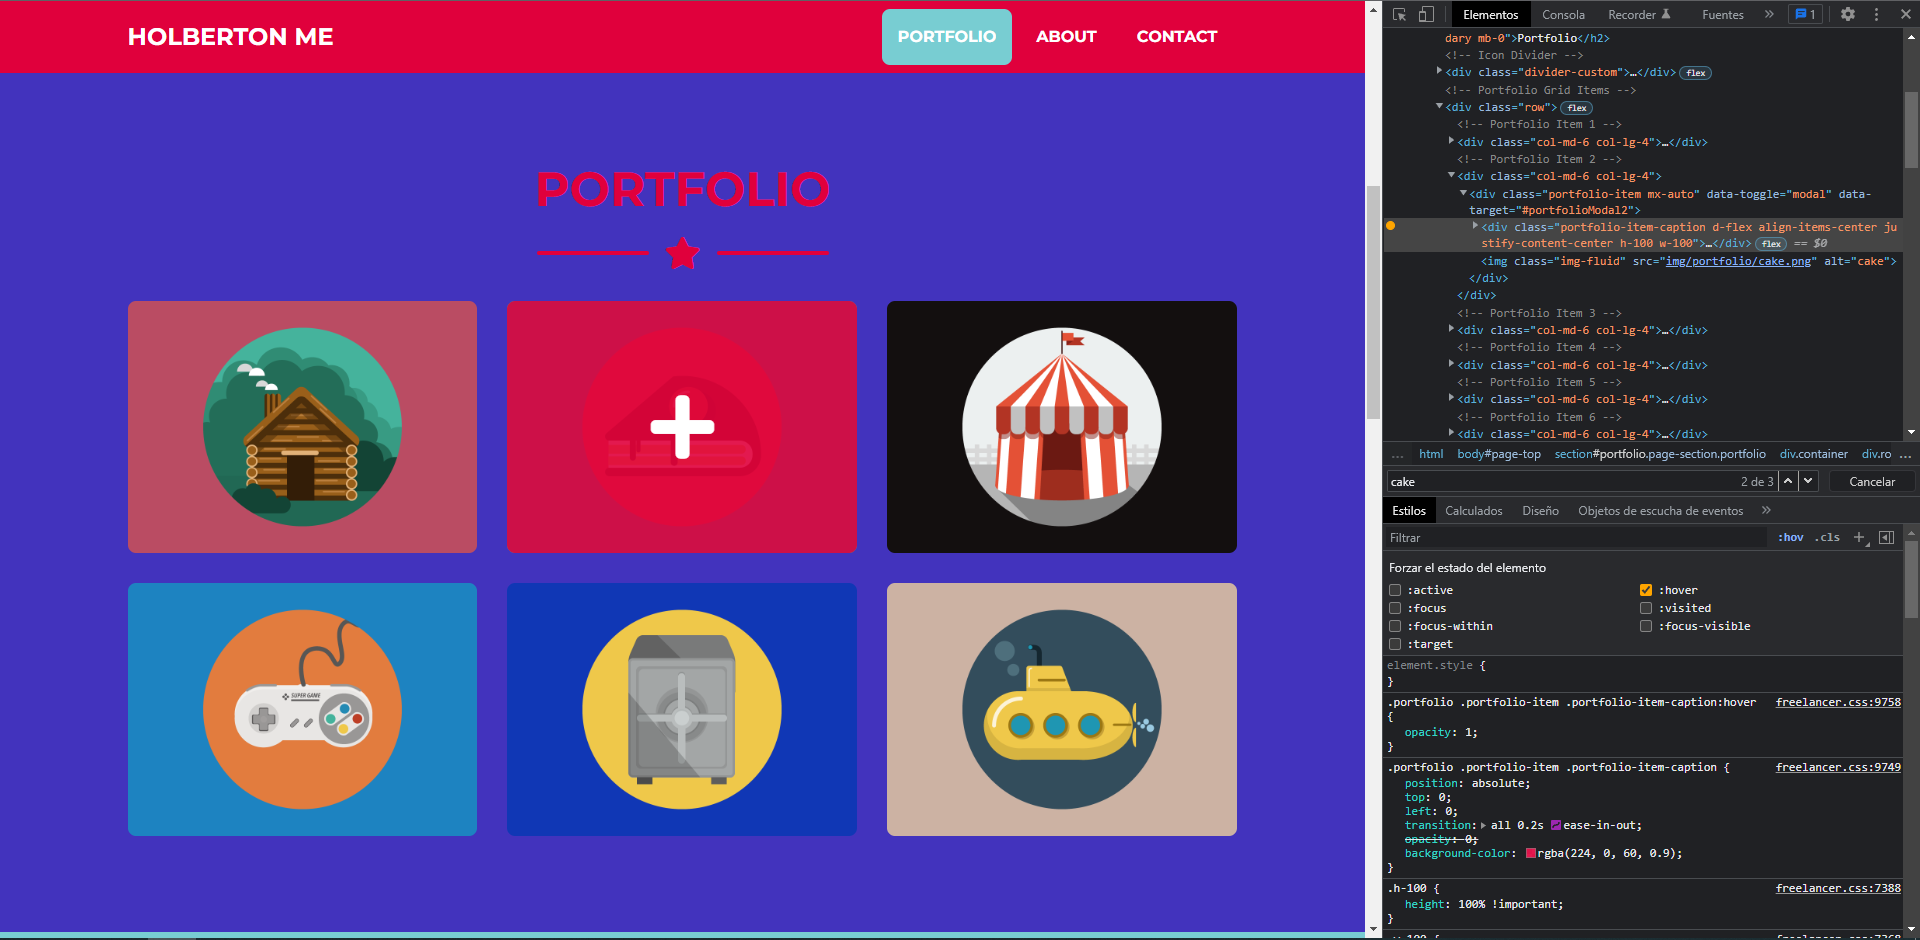 HOLBERTON ME
PORTFOLIO
ABOUT
CONTACT
PORTFOLIO
SUPER GAME
Elementos
Consola
Recorder
Fuentes
»
1
dary mb-0">Portfolio</h2>
<!-- Icon Divider -->
<div class="divider-custom">…</div> flex
<!-- Portfolio Grid Items -->
<div class="row"> flex
<!-- Portfolio Item 1 -->
<div class="col-md-6 col-lg-4">…</div>
<!-- Portfolio Item 2 -->
<div class="col-md-6 col-lg-4">
<div class="portfolio-item mx-auto" data-toggle="modal" data-
target="#portfolioModal2">
<div class="portfolio-item-caption d-flex align-items-center ju
stify-content-center h-100 w-100">…</div> flex == $0
<img class="img-fluid" src="img/portfolio/cake.png" alt="cake">
</div>
</div>
<!-- Portfolio Item 3 -->
<div class="col-md-6 col-lg-4">…</div>
<!-- Portfolio Item 4 -->
<div class="col-md-6 col-lg-4">…</div>
<!-- Portfolio Item 5 -->
<div class="col-md-6 col-lg-4">…</div>
<!-- Portfolio Item 6 -->
<div class="col-md-6 col-lg-4">…</div>
… html body#page-top section#portfolio.page-section.portfolio div.container div.ro …
cake 2 de 3 Cancelar
Estilos Calculados Diseño Objetos de escucha de eventos »
Filtrar :hov .cls +
Forzar el estado del elemento
:active :hover
:focus :visited
:focus-within :focus-visible
:target
element.style {
}
.portfolio .portfolio-item .portfolio-item-caption:hover freelancer.css:9758
{
opacity: 1;
}
.portfolio .portfolio-item .portfolio-item-caption { freelancer.css:9749
position: absolute;
top: 0;
left: 0;
transition: all 0.2s ease-in-out;
opacity: 0;
background-color: rgba(224, 0, 60, 0.9);
}
.h-100 { freelancer.css:7388
height: 100% !important;
}